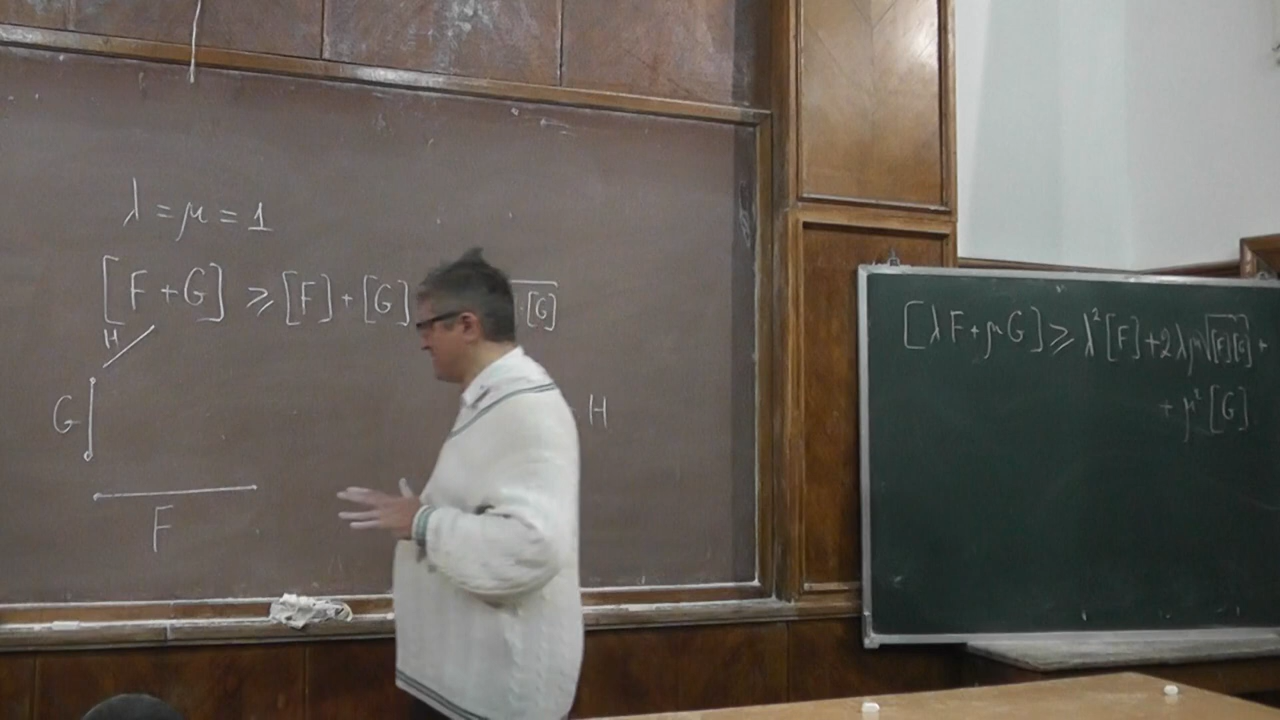 λ = μ = 1
[F + G] ⩾ [F] + [G] · [G]
H
G
H
F
[λF + μG] ⩾ λ²[F] + 2λμ√[F][G] +
+ μ²[G]